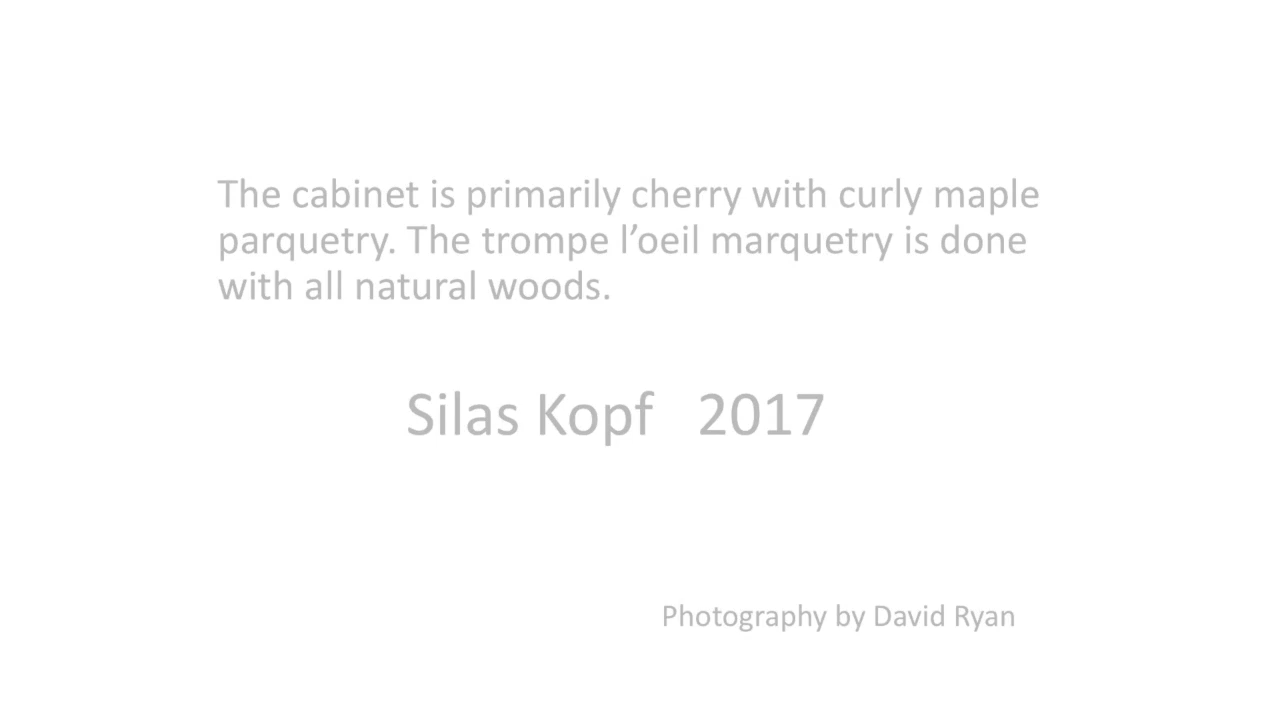 The cabinet is primarily cherry with curly maple
parquetry. The trompe l’oeil marquetry is done
with all natural woods.
Silas Kopf   2017
Photography by David Ryan